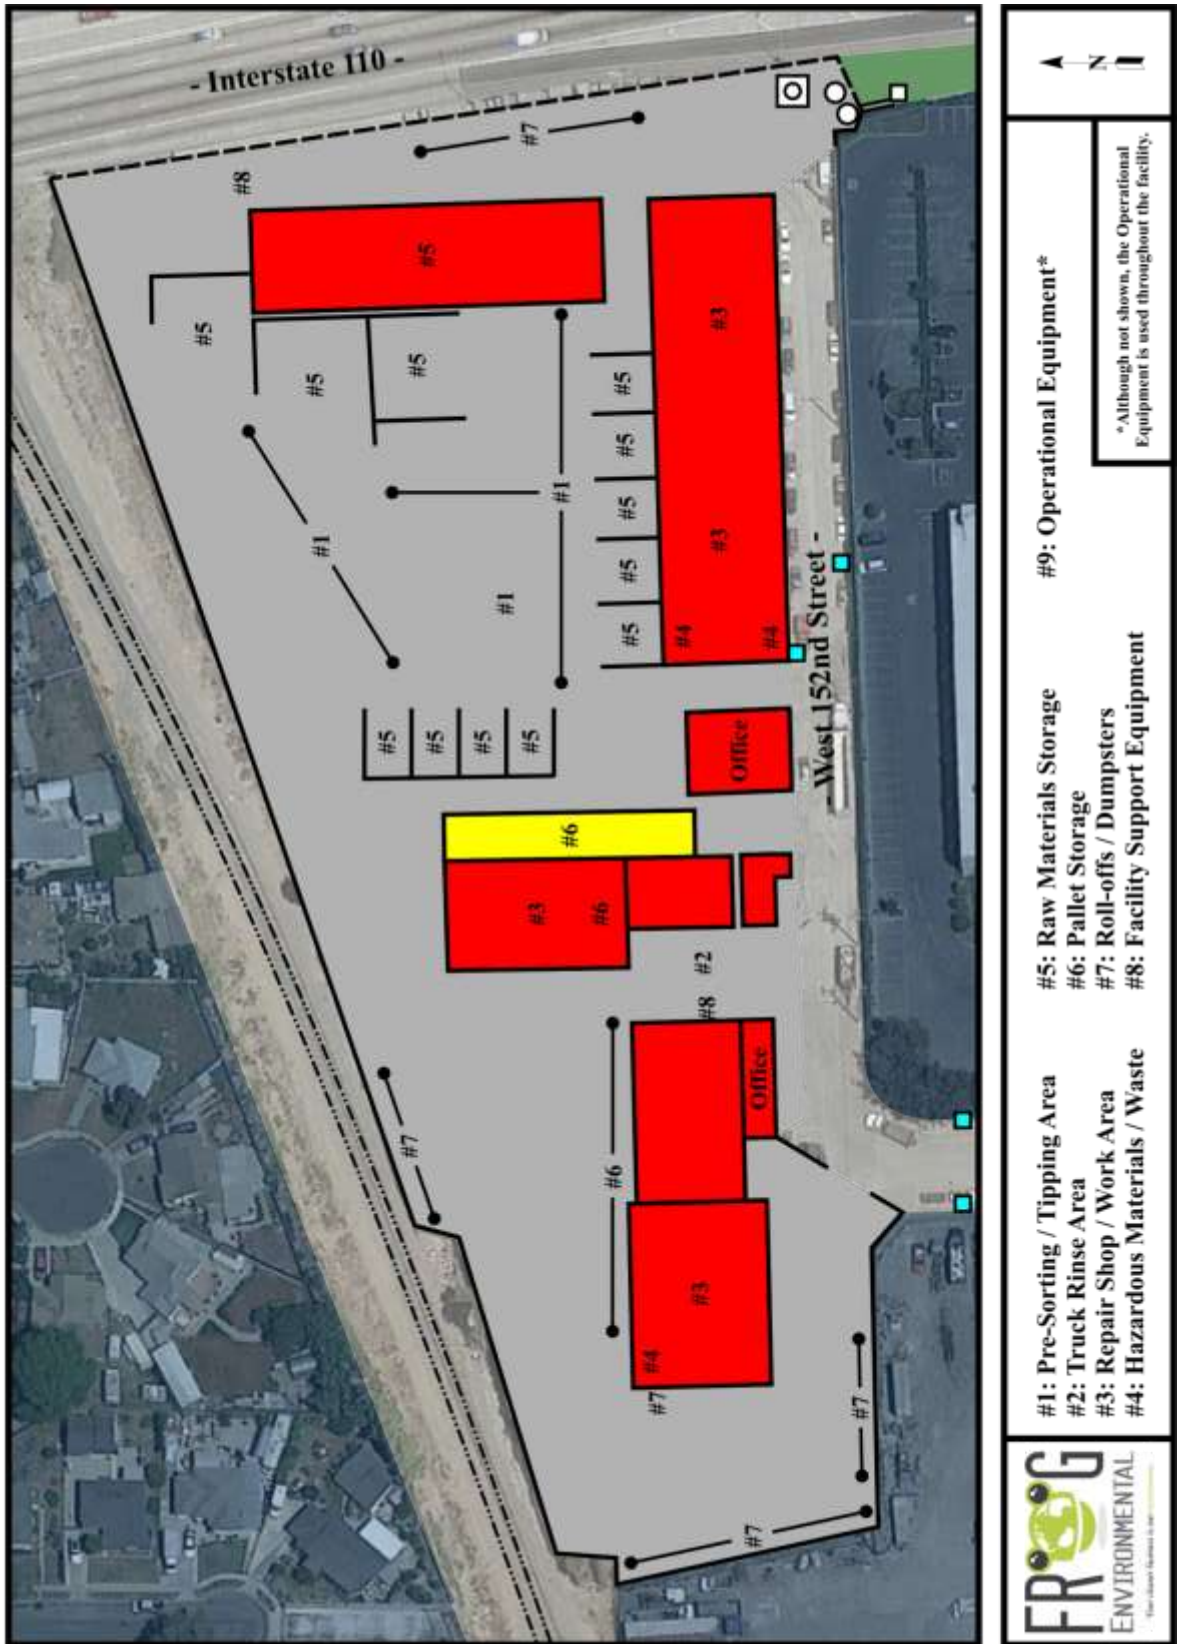 - Interstate 110 -
#5
#8
#5
#1
#5
#7
#5
#5
#5
#5
#1
#7
#5
#3
#1
#6
#6
#6
#5 #5 #5 #5 #5
#4
#7
#4
#3
#2
#8
#3
#3
Office
#7
Office
#4
- West 152nd Street -
#7
FROG
ENVIRONMENTAL
#1: Pre-Sorting / Tipping Area
#2: Truck Rinse Area
#3: Repair Shop / Work Area
#4: Hazardous Materials / Waste
#5: Raw Materials Storage
#6: Pallet Storage
#7: Roll-offs / Dumpsters
#8: Facility Support Equipment
#9: Operational Equipment*
*Although not shown, the Operational
Equipment is used throughout the facility.
N